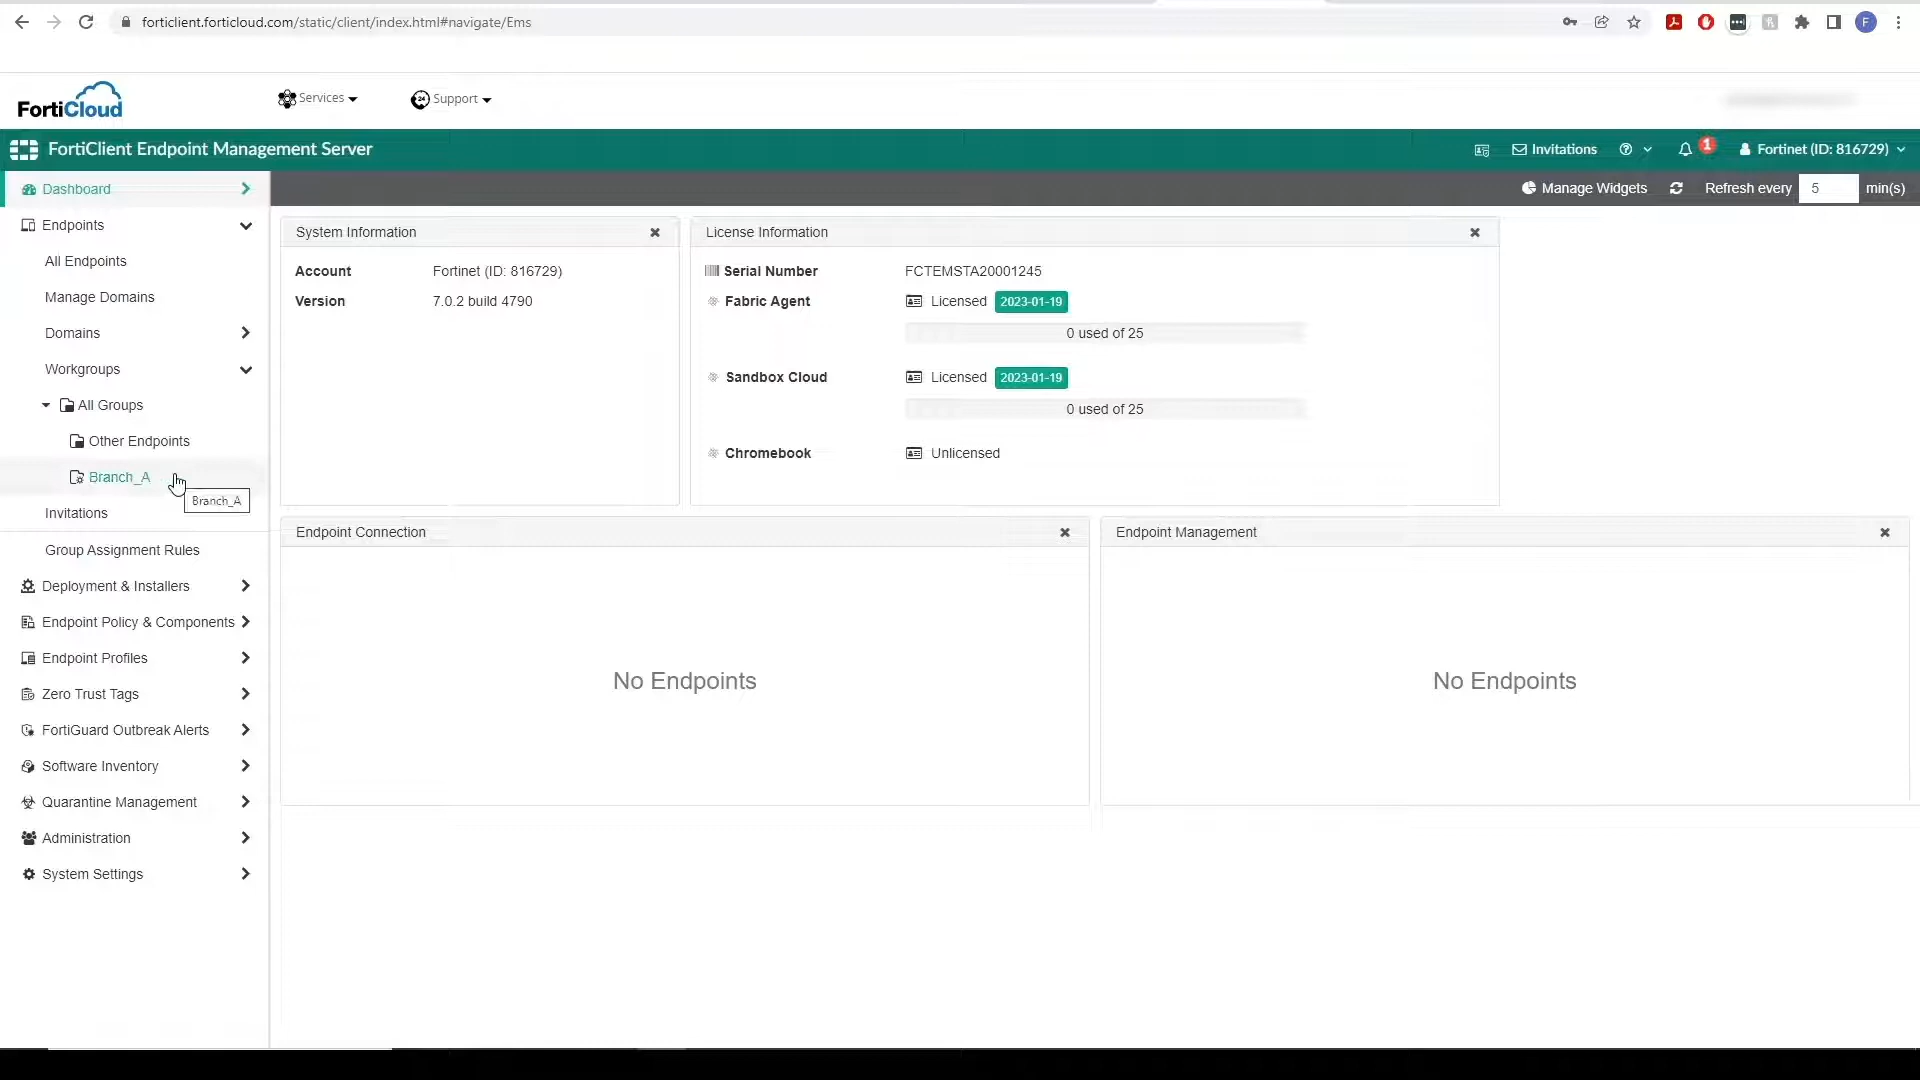 forticlient.forticloud.com/static/client/index.html#navigate/Ems
F
FortiCloud
Services
Support
FortiClient Endpoint Management Server
Invitations
1
Fortinet (ID: 816729)
Dashboard
Manage Widgets
Refresh every 5 min(s)
Endpoints
All Endpoints
Manage Domains
Domains
Workgroups
All Groups
Other Endpoints
Branch_A
Branch_A
Invitations
Group Assignment Rules
Deployment & Installers
Endpoint Policy & Components
Endpoint Profiles
Zero Trust Tags
FortiGuard Outbreak Alerts
Software Inventory
Quarantine Management
Administration
System Settings
System Information
Account Fortinet (ID: 816729)
Version 7.0.2 build 4790
License Information
Serial Number FCTEMSTA20001245
Fabric Agent Licensed 2023-01-19
0 used of 25
Sandbox Cloud Licensed 2023-01-19
0 used of 25
Chromebook Unlicensed
Endpoint Connection
No Endpoints
Endpoint Management
No Endpoints